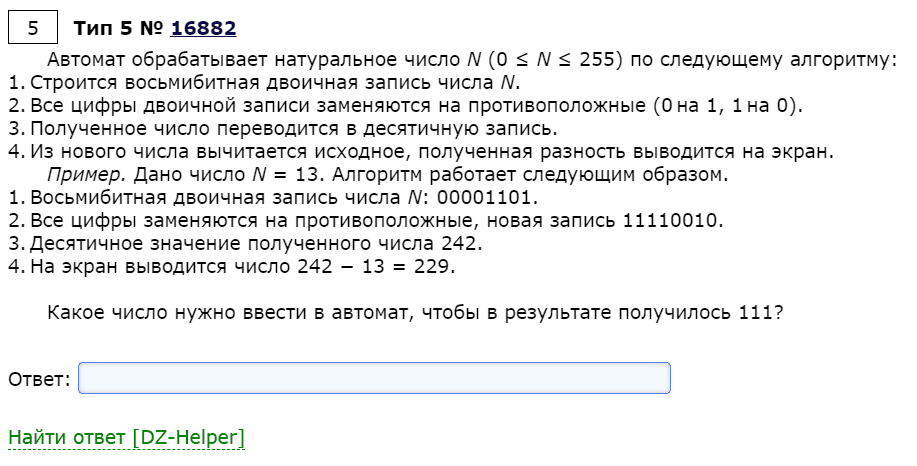 5 Тип 5 № 16882
Автомат обрабатывает натуральное число N (0 ≤ N ≤ 255) по следующему алгоритму:
1. Строится восьмибитная двоичная запись числа N.
2. Все цифры двоичной записи заменяются на противоположные (0 на 1, 1 на 0).
3. Полученное число переводится в десятичную запись.
4. Из нового числа вычитается исходное, полученная разность выводится на экран.
Пример. Дано число N = 13. Алгоритм работает следующим образом.
1. Восьмибитная двоичная запись числа N: 00001101.
2. Все цифры заменяются на противоположные, новая запись 11110010.
3. Десятичное значение полученного числа 242.
4. На экран выводится число 242 − 13 = 229.
Какое число нужно ввести в автомат, чтобы в результате получилось 111?
Ответ:
Найти ответ [DZ-Helper]